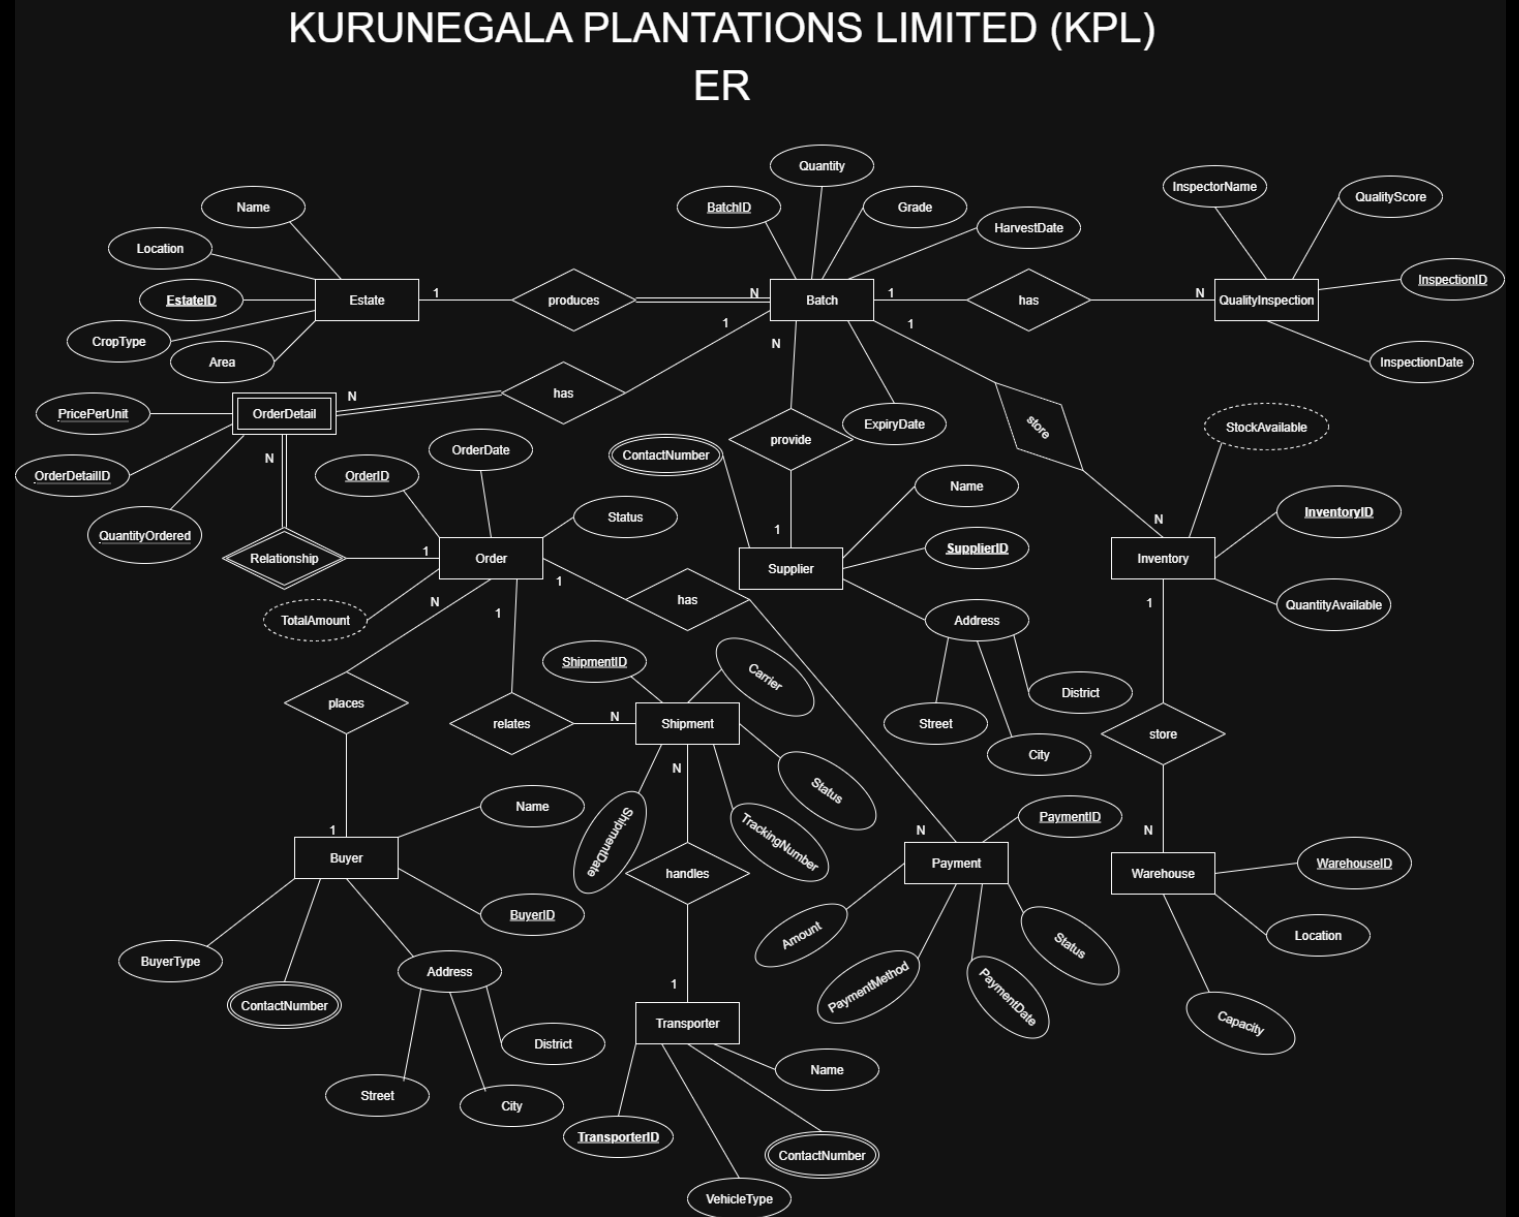 KURUNEGALA PLANTATIONS LIMITED (KPL)
ER
Quantity
InspectorName
QualityScore
Name
BatchID
Grade
HarvestDate
Location
InspectionID
EstateID
Estate
1
produces
N
Batch
1
has
N
QualityInspection
1
1
N
CropType
Area
InspectionDate
has
N
PricePerUnit
OrderDetail
ExpiryDate
store
StockAvailable
provide
OrderDate
ContactNumber
N
OrderDetailID
OrderID
Name
InventoryID
Status
N
1
QuantityOrdered
Relationship
1
Order
SupplierID
Supplier
Inventory
1
N
has
1
QuantityAvailable
1
TotalAmount
Address
ShipmentID
Carrier
District
places
relates
N
Shipment
Street
store
City
N
Status
Name
ShipmentDate
TrackingNumber
PaymentID
1
N
N
Buyer
handles
Payment
Warehouse
WarehouseID
BuyerID
Amount
Status
Location
BuyerType
Address
PaymentMethod
PaymentDate
1
ContactNumber
Transporter
Capacity
District
Name
Street
City
TransporterID
ContactNumber
VehicleType